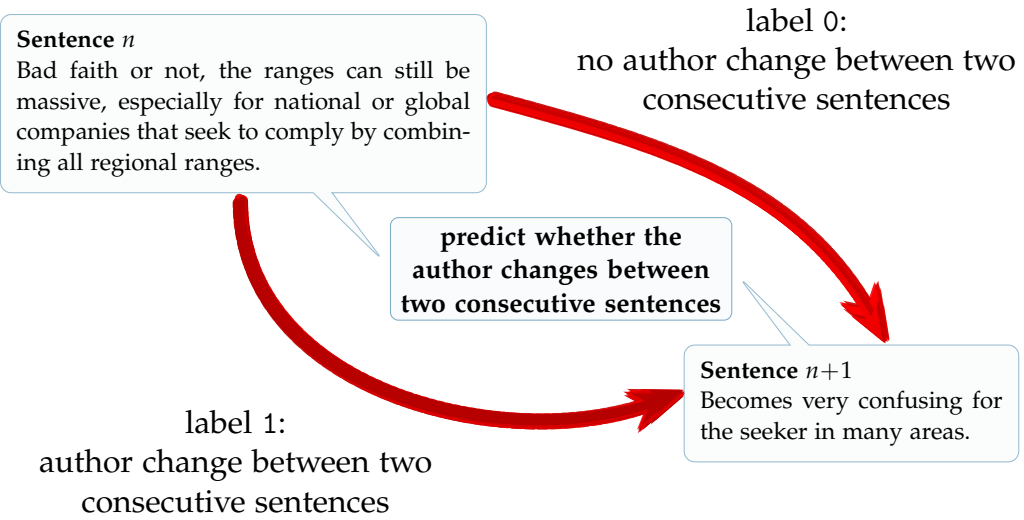 Sentence n
Bad faith or not, the ranges can still be
massive, especially for national or global
companies that seek to comply by combin-
ing all regional ranges.
label 0:
no author change between two
consecutive sentences
predict whether the
author changes between
two consecutive sentences
Sentence n+1
Becomes very confusing for
the seeker in many areas.
label 1:
author change between two
consecutive sentences